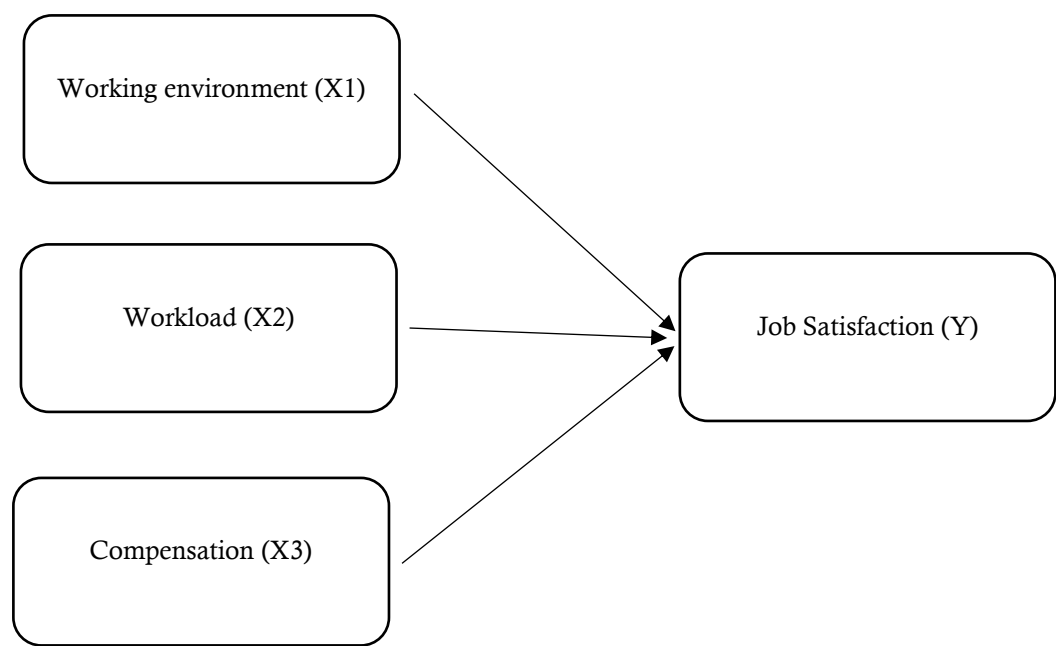 Working environment (X1)
Workload (X2)
Job Satisfaction (Y)
Compensation (X3)